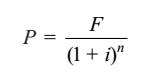 P = F / (1 + i)^n